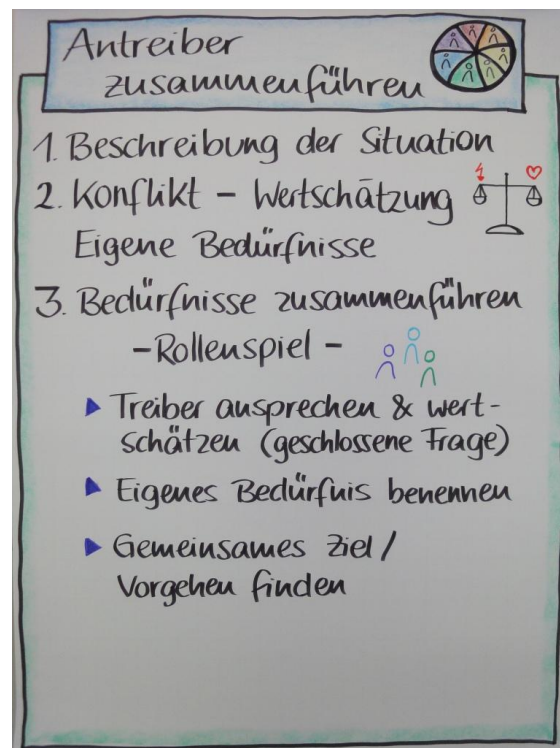 Antreiber
zusammenführen
1. Beschreibung der Situation
2. Konflikt – Wertschätzung
Eigene Bedürfnisse
3. Bedürfnisse zusammenführen
– Rollenspiel –
▶ Treiber ansprechen & wert-
schätzen (geschlossene Frage)
▶ Eigenes Bedürfnis benennen
▶ Gemeinsames Ziel /
Vorgehen finden